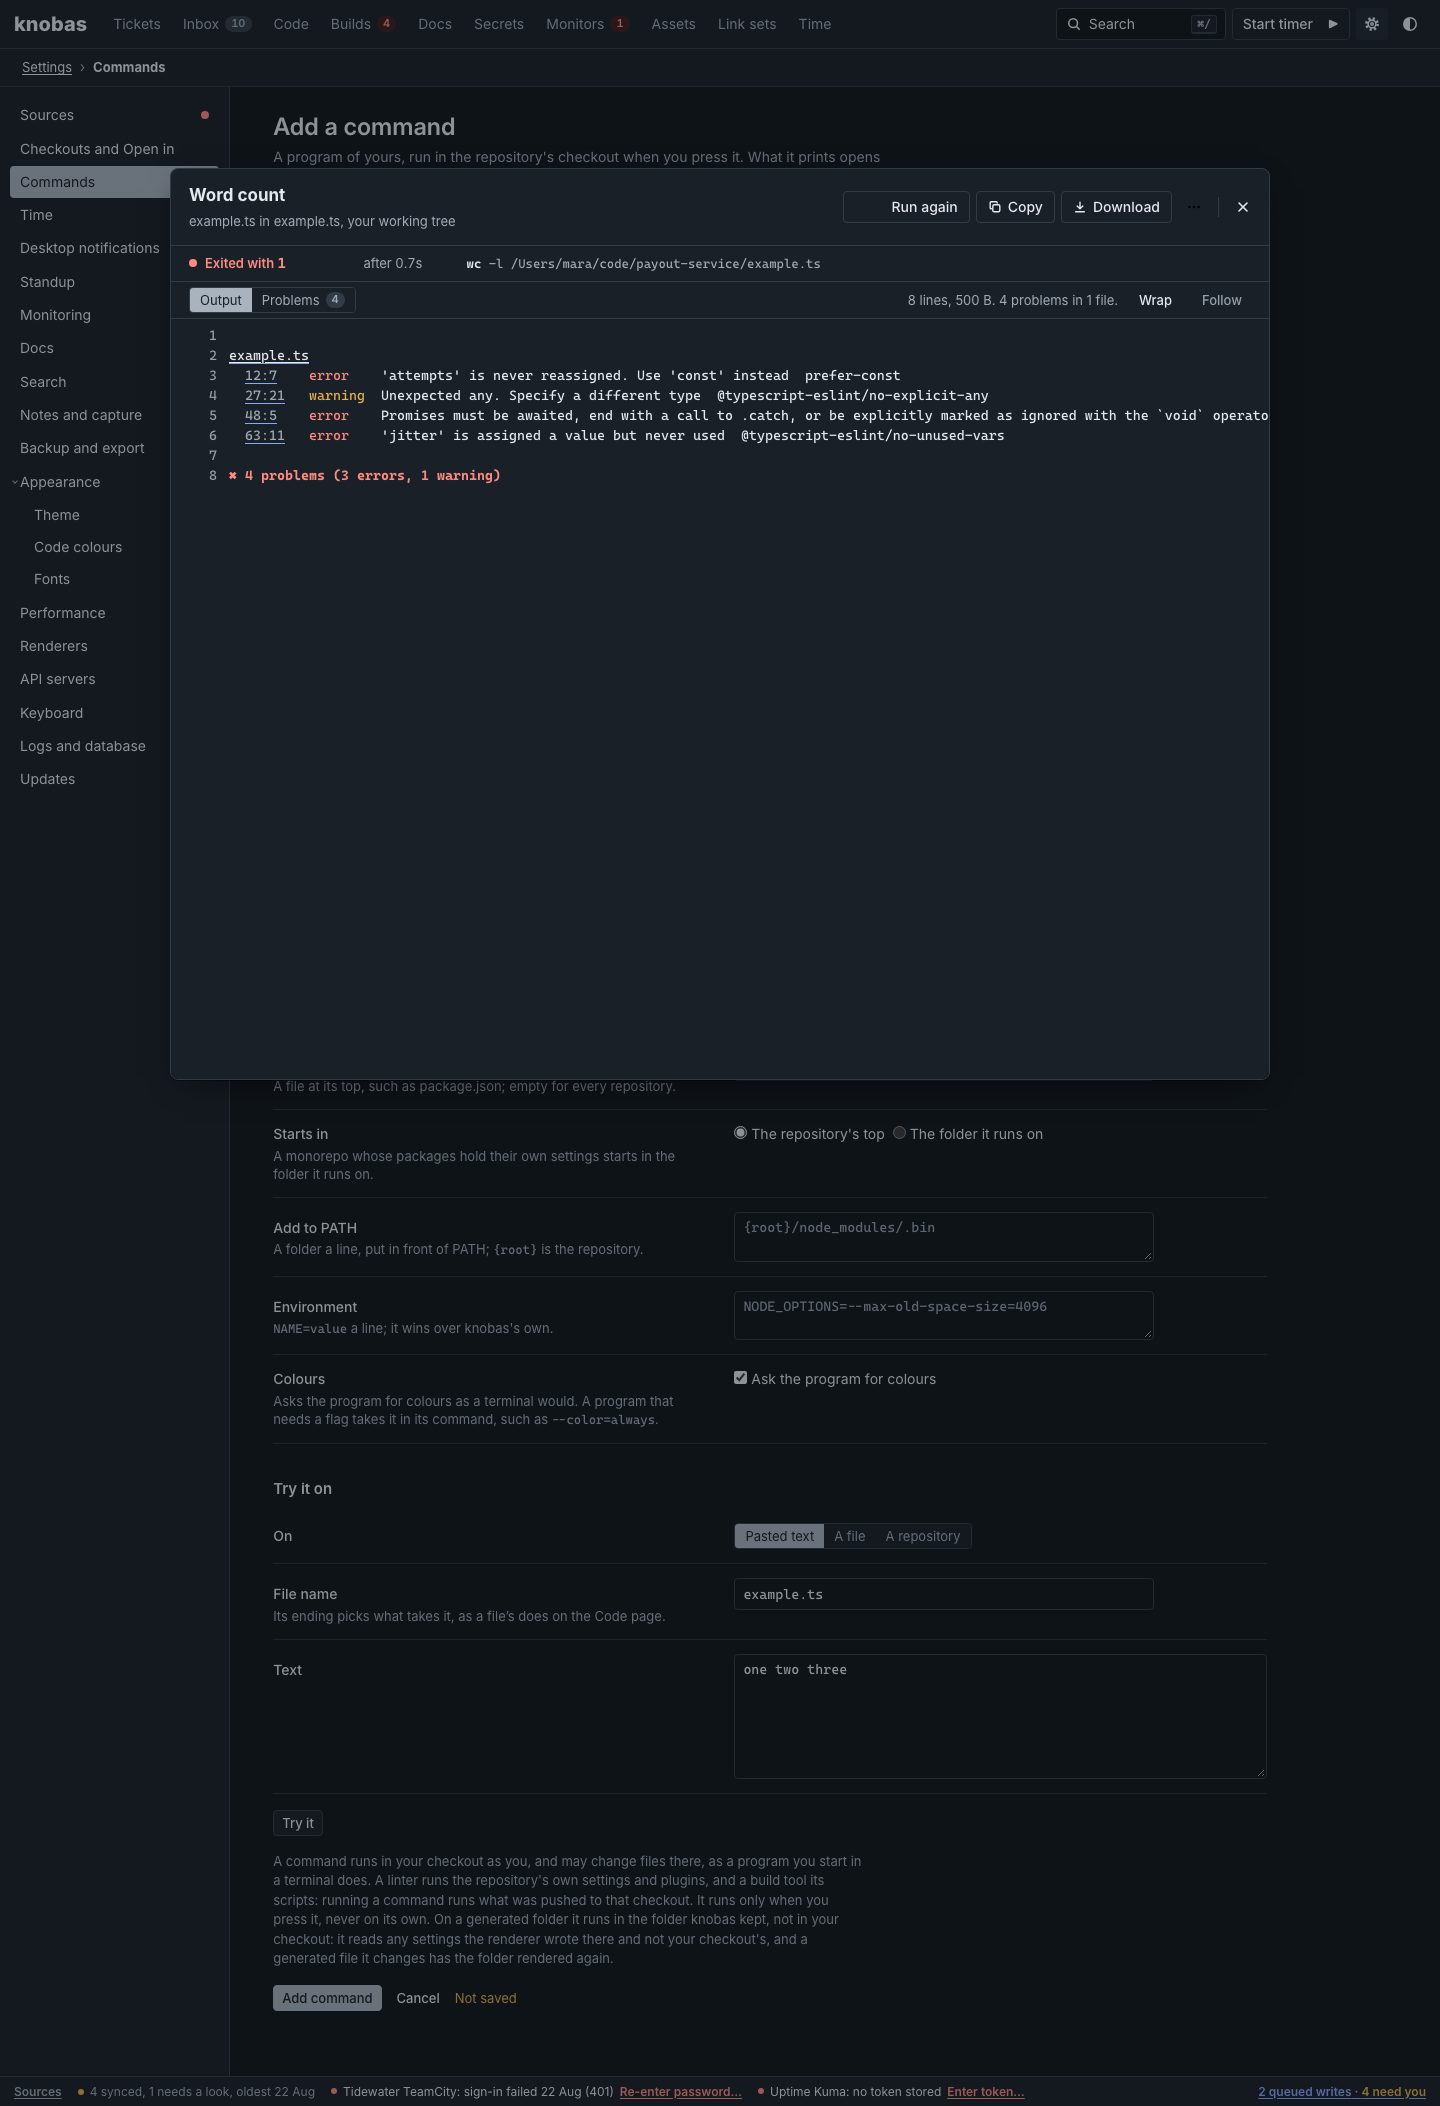 knobas Tickets Inbox 10 Code Builds 4 Docs Secrets Monitors 1 Assets Link sets Time Search ⌘/ Start timer
Settings › Commands
Sources
Checkouts and Open in
Commands
Time
Desktop notifications
Standup
Monitoring
Docs
Search
Notes and capture
Backup and export
Appearance
Theme
Code colours
Fonts
Performance
Renderers
API servers
Keyboard
Logs and database
Updates
Add a command
A program of yours, run in the repository's checkout when you press it. What it prints opens
Word count
example.ts in example.ts, your working tree
Run again Copy Download ··· ×
Exited with 1 after 0.7s wc -l /Users/mara/code/payout-service/example.ts
Output Problems 4 8 lines, 500 B. 4 problems in 1 file. Wrap Follow
1
2 example.ts
3 12:7 error 'attempts' is never reassigned. Use 'const' instead prefer-const
4 27:21 warning Unexpected any. Specify a different type @typescript-eslint/no-explicit-any
5 48:5 error Promises must be awaited, end with a call to .catch, or be explicitly marked as ignored with the `void` operato
6 63:11 error 'jitter' is assigned a value but never used @typescript-eslint/no-unused-vars
7
8 ✖ 4 problems (3 errors, 1 warning)
A file at its top, such as package.json; empty for every repository.
Starts in The repository's top The folder it runs on
A monorepo whose packages hold their own settings starts in the
folder it runs on.
Add to PATH {root}/node_modules/.bin
A folder a line, put in front of PATH; {root} is the repository.
Environment NODE_OPTIONS=--max-old-space-size=4096
NAME=value a line; it wins over knobas's own.
Colours Ask the program for colours
Asks the program for colours as a terminal would. A program that
needs a flag takes it in its command, such as --color=always.
Try it on
On Pasted text A file A repository
File name example.ts
Its ending picks what takes it, as a file's does on the Code page.
Text one two three
Try it
A command runs in your checkout as you, and may change files there, as a program you start in
a terminal does. A linter runs the repository's own settings and plugins, and a build tool its
scripts: running a command runs what was pushed to that checkout. It runs only when you
press it, never on its own. On a generated folder it runs in the folder knobas kept, not in your
checkout: it reads any settings the renderer wrote there and not your checkout's, and a
generated file it changes has the folder rendered again.
Add command Cancel Not saved
Sources 4 synced, 1 needs a look, oldest 22 Aug Tidewater TeamCity: sign-in failed 22 Aug (401) Re-enter password... Uptime Kuma: no token stored Enter token... 2 queued writes · 4 need you